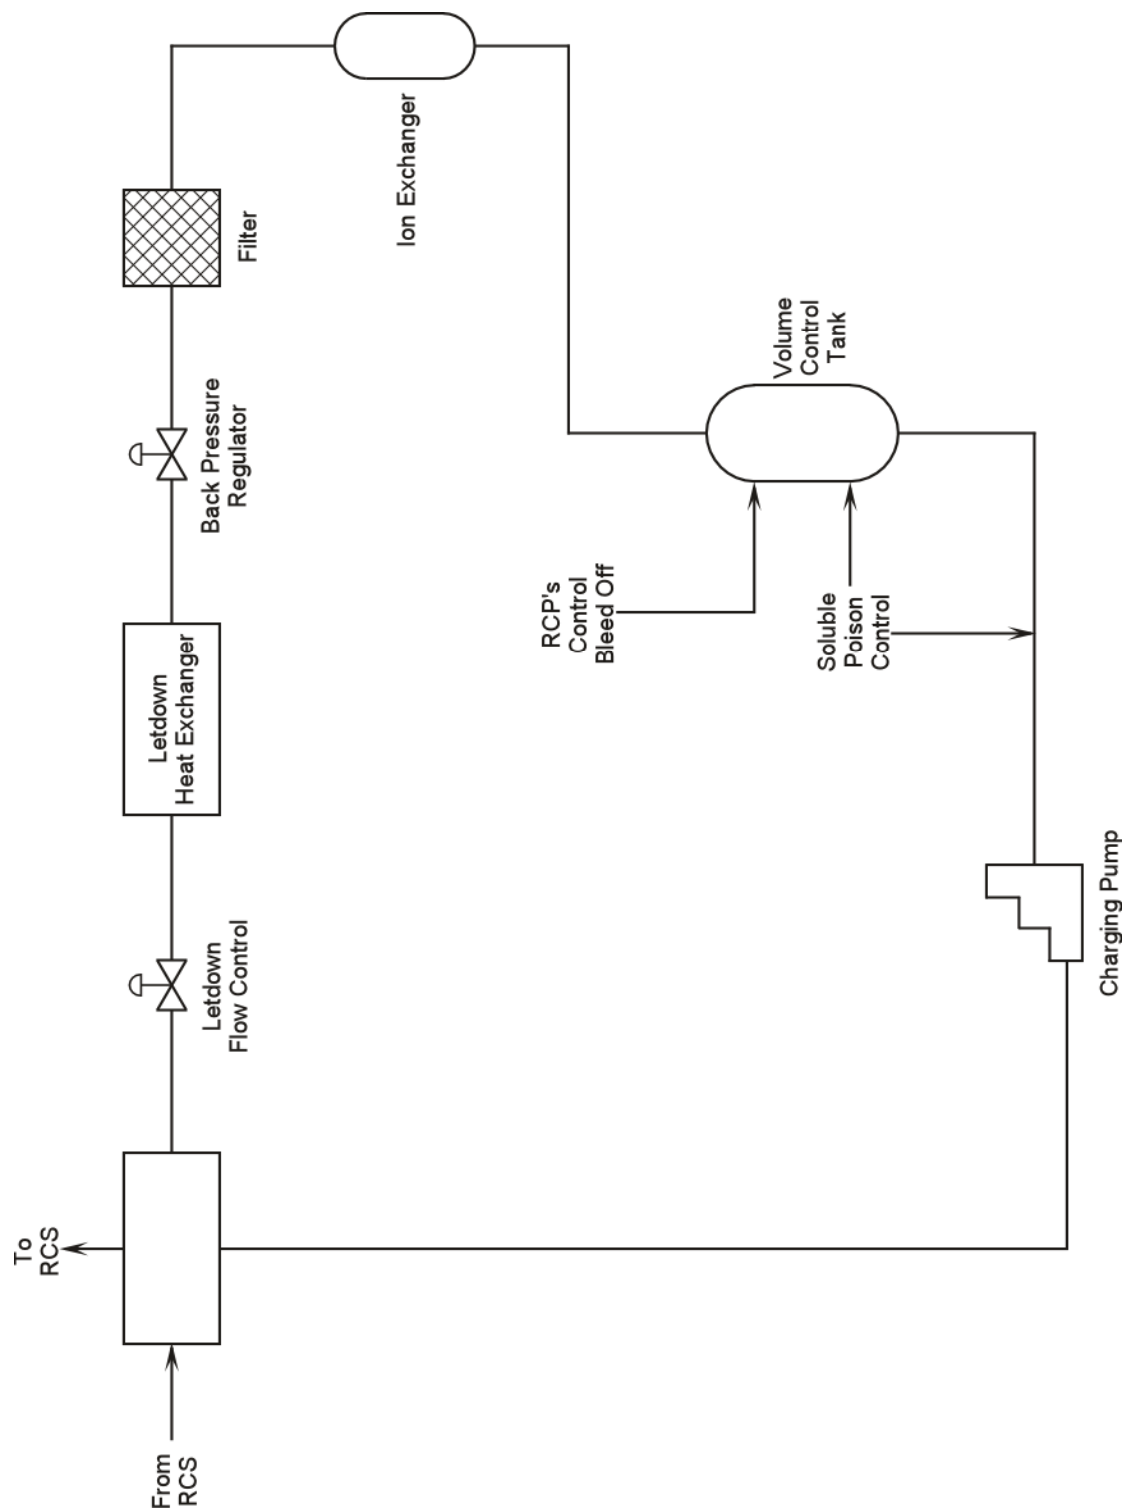 From
RCS
To
RCS
Letdown
Flow Control
Letdown
Heat Exchanger
Back Pressure
Regulator
Filter
Ion Exchanger
RCP's
Control
Bleed Off
Volume
Control
Tank
Soluble
Poison
Control
Charging Pump